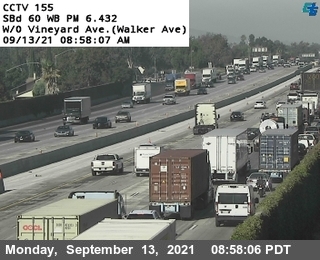 CCTV 155
SBd 60 WB PM 6.432
W/O Vineyard Ave.(Walker Ave)
09/13/21 08:58:07 AM
Monday, September 13, 2021 08:58:06 PDT